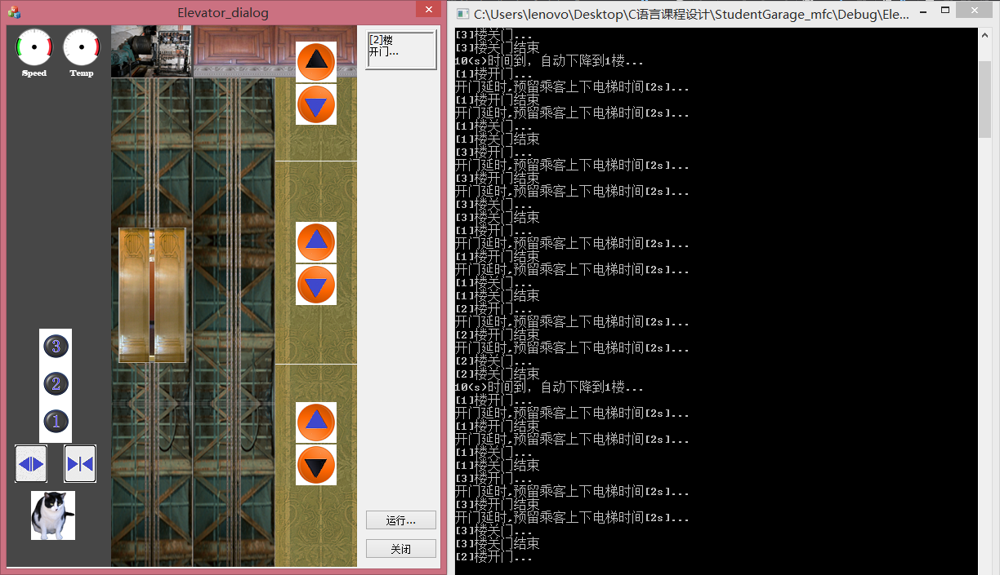 Elevator_dialog
Speed
Temp
[2]楼
开门...
3
2
1
运行...
关闭
C:\Users\lenovo\Desktop\C语言课程设计\StudentGarage_mfc\Debug\Ele...
[3]楼关门...
[3]楼关门结束
10(s)时间到，自动下降到1楼...
[1]楼开门...
开门延时,预留乘客上下电梯时间[2s]...
[1]楼开门结束
开门延时,预留乘客上下电梯时间[2s]...
[1]楼关门...
[1]楼关门结束
[3]楼开门...
开门延时,预留乘客上下电梯时间[2s]...
[3]楼开门结束
开门延时,预留乘客上下电梯时间[2s]...
[3]楼关门...
[3]楼关门结束
[1]楼开门...
开门延时,预留乘客上下电梯时间[2s]...
[1]楼开门结束
开门延时,预留乘客上下电梯时间[2s]...
[1]楼关门...
[1]楼关门结束
[2]楼开门...
开门延时,预留乘客上下电梯时间[2s]...
[2]楼开门结束
开门延时,预留乘客上下电梯时间[2s]...
[2]楼关门...
[2]楼关门结束
10(s)时间到，自动下降到1楼...
[1]楼开门...
开门延时,预留乘客上下电梯时间[2s]...
[1]楼开门结束
开门延时,预留乘客上下电梯时间[2s]...
[1]楼关门...
[1]楼关门结束
[3]楼开门...
开门延时,预留乘客上下电梯时间[2s]...
[3]楼开门结束
开门延时,预留乘客上下电梯时间[2s]...
[3]楼关门...
[3]楼关门结束
[2]楼开门...